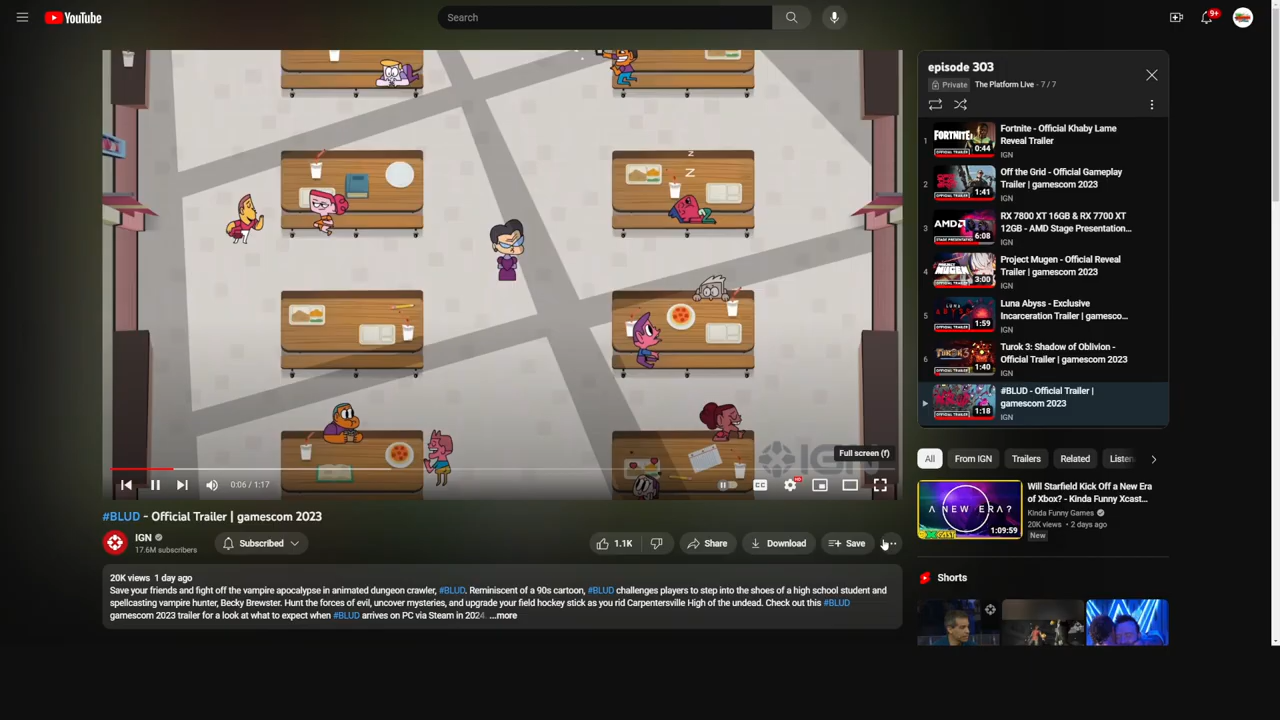 YouTube
Search
9+
IGN
Full screen (f)
0:06 / 1:17
CC
HD
#BLUD - Official Trailer | gamescom 2023
IGN
17.6M subscribers
Subscribed
1.1K
Share
Download
Save
20K views 1 day ago
Save your friends and fight off the vampire apocalypse in animated dungeon crawler, #BLUD. Reminiscent of a 90s cartoon, #BLUD challenges players to step into the shoes of a high school student and
spellcasting vampire hunter, Becky Brewster. Hunt the forces of evil, uncover mysteries, and upgrade your field hockey stick as you rid Carpentersville High of the undead. Check out this #BLUD
gamescom 2023 trailer for a look at what to expect when #BLUD arrives on PC via Steam in 2024. ...more
episode 303
Private The Platform Live - 7 / 7
1
FORTNITE
0:44
Fortnite - Official Khaby Lame
Reveal Trailer
IGN
2
1:41
Off the Grid - Official Gameplay
Trailer | gamescom 2023
IGN
3
AMD
6:08
RX 7800 XT 16GB & RX 7700 XT
12GB - AMD Stage Presentation...
IGN
4
PROJECT MUGEN
3:00
Project Mugen - Official Reveal
Trailer | gamescom 2023
IGN
5
1:59
Luna Abyss - Exclusive
Incarceration Trailer | gamesco...
IGN
6
TUROK 3
1:40
Turok 3: Shadow of Oblivion -
Official Trailer | gamescom 2023
IGN
1:18
#BLUD - Official Trailer |
gamescom 2023
IGN
All
From IGN
Trailers
Related
Listen
A NEW ERA?
1:09:59
Will Starfield Kick Off a New Era
of Xbox? - Kinda Funny Xcast...
Kinda Funny Games
20K views • 2 days ago
New
Shorts